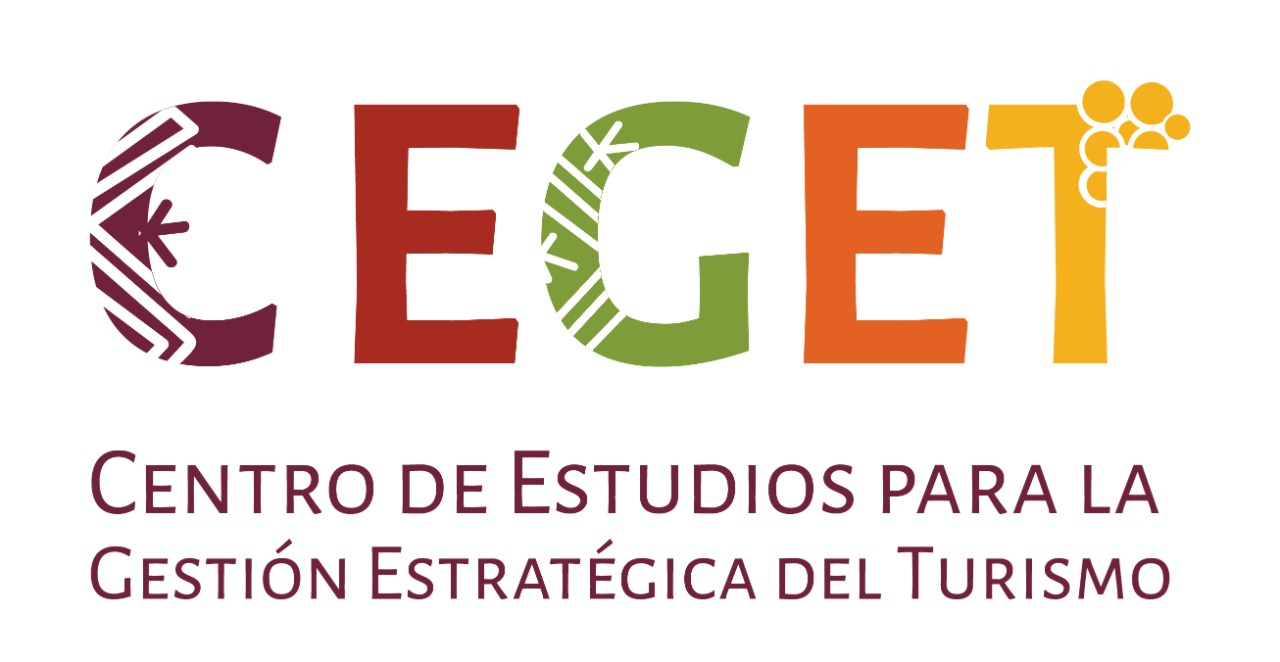 CEGET
Centro de Estudios para la
Gestión Estratégica del Turismo